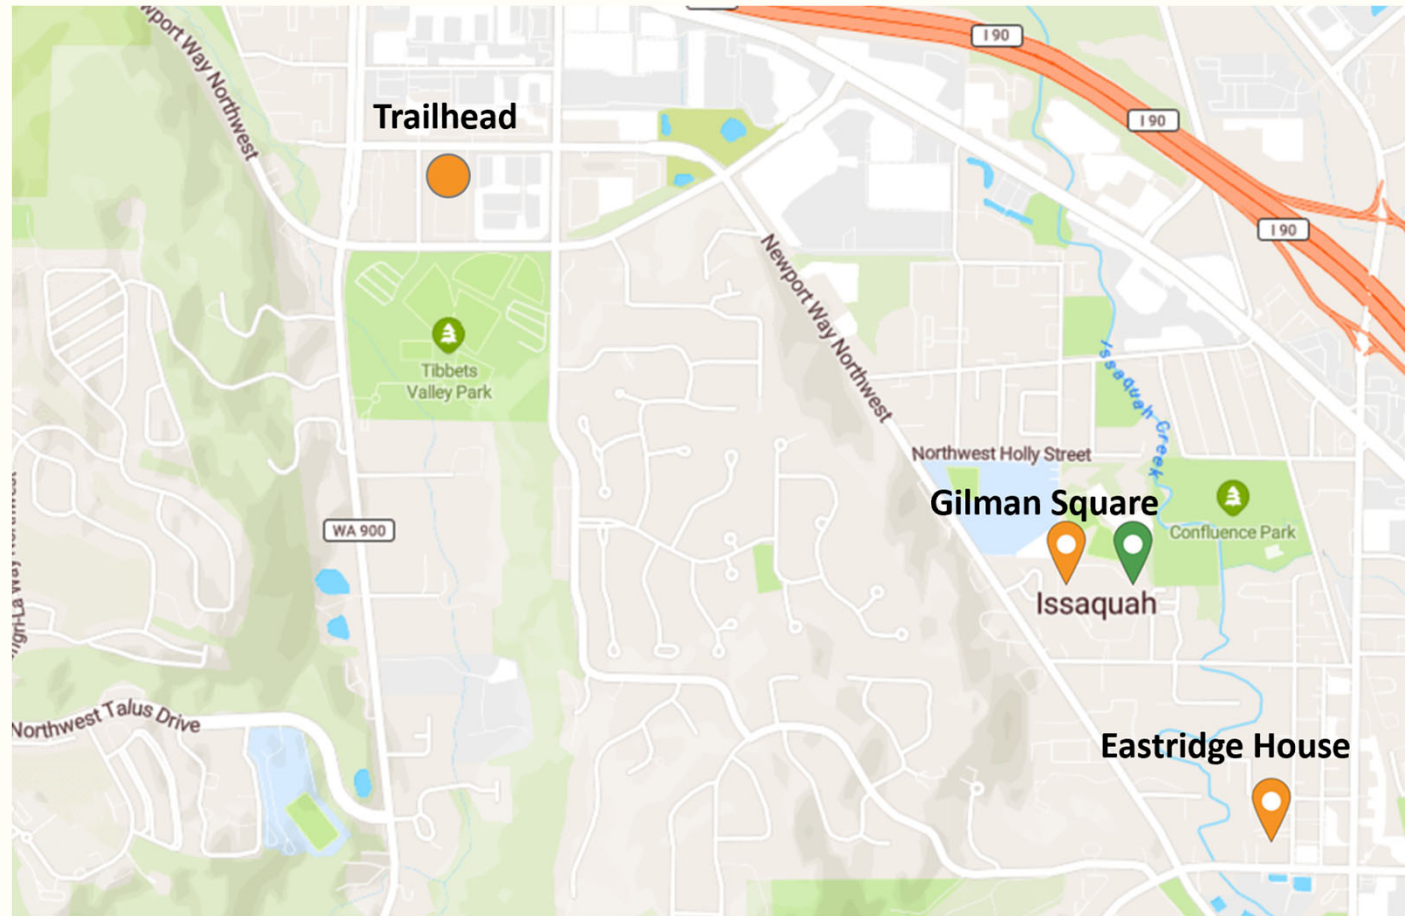 I 90
wport Way Northwest
Trailhead
I 90
I 90
Newport Way Northwest
Tibbets
Valley Park
Issaquah Creek
Northwest Holly Street
Gilman Square
WA 900
Confluence Park
Issaquah
Northwest Talus Drive
Eastridge House